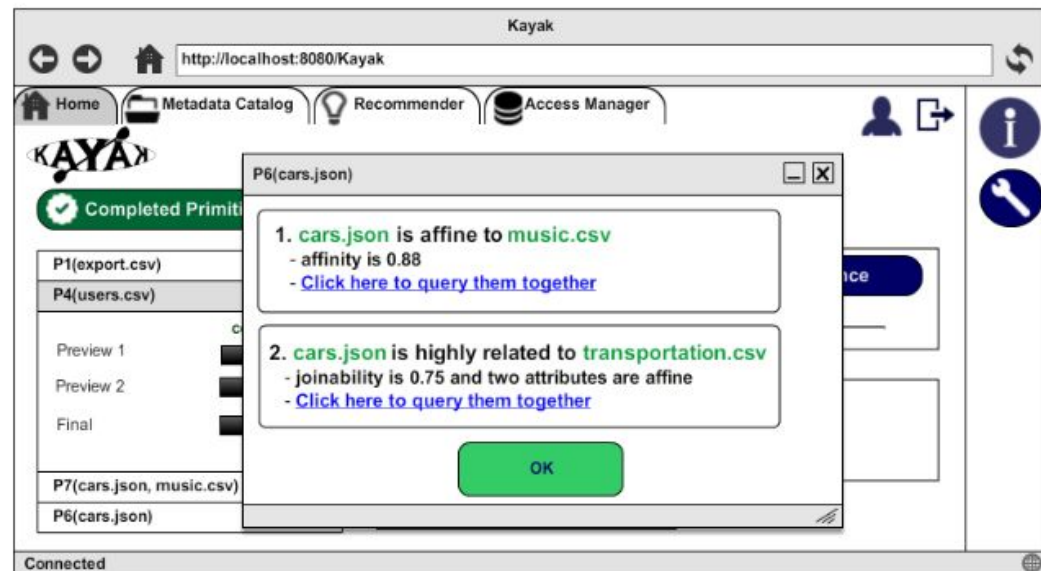 Kayak
http://localhost:8080/Kayak
Home
Metadata Catalog
Recommender
Access Manager
KAYAK
Completed Primiti
P1(export.csv)
P4(users.csv)
Preview 1
Preview 2
Final
P7(cars.json, music.csv)
P6(cars.json)
P6(cars.json)
1. cars.json is affine to music.csv
- affinity is 0.88
- Click here to query them together
2. cars.json is highly related to transportation.csv
- joinability is 0.75 and two attributes are affine
- Click here to query them together
OK
nce
Connected